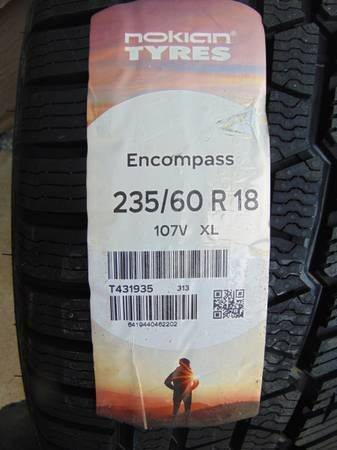 nokian
TYRES
Encompass
235/60 R 18
107V XL
T431935 313
6419440462202